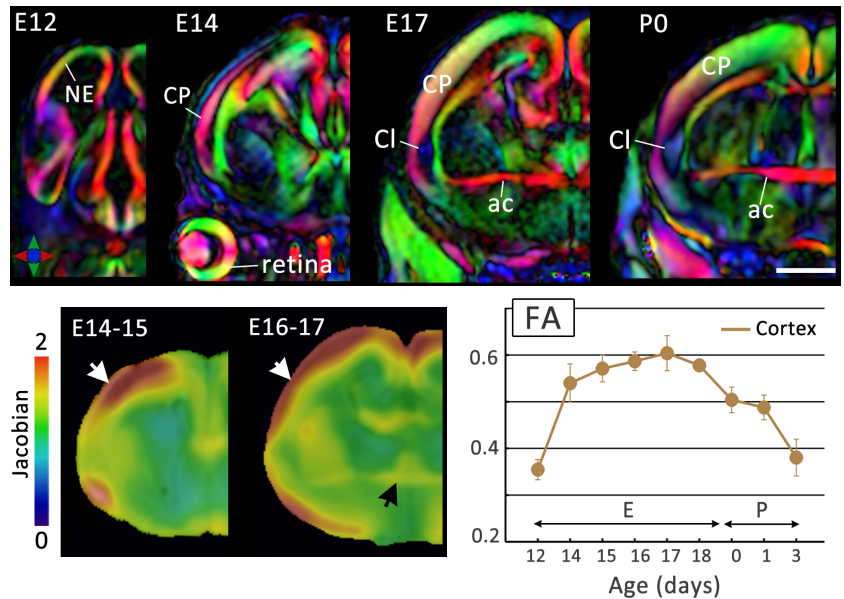 E12
E14
E17
P0
NE
CP
CP
CP
Cl
Cl
ac
ac
retina
E14-15
E16-17
2
Jacobian
0
FA
Cortex
0.6
0.4
0.2
E
P
12 14 15 16 17 18 0 1 3
Age (days)